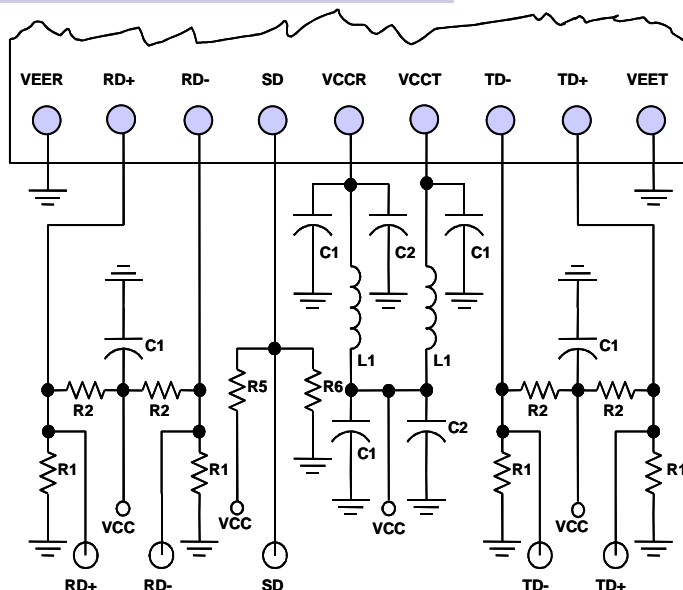 VEER RD+ RD- SD VCCR VCCT TD- TD+ VEET
C1 C2 C1
C1 C1
L1 L1
R5 R6
R2 R2 R2 R2
C1 C2
R1 R1 R1 R1
VCC VCC VCC VCC
RD+ RD- SD TD- TD+